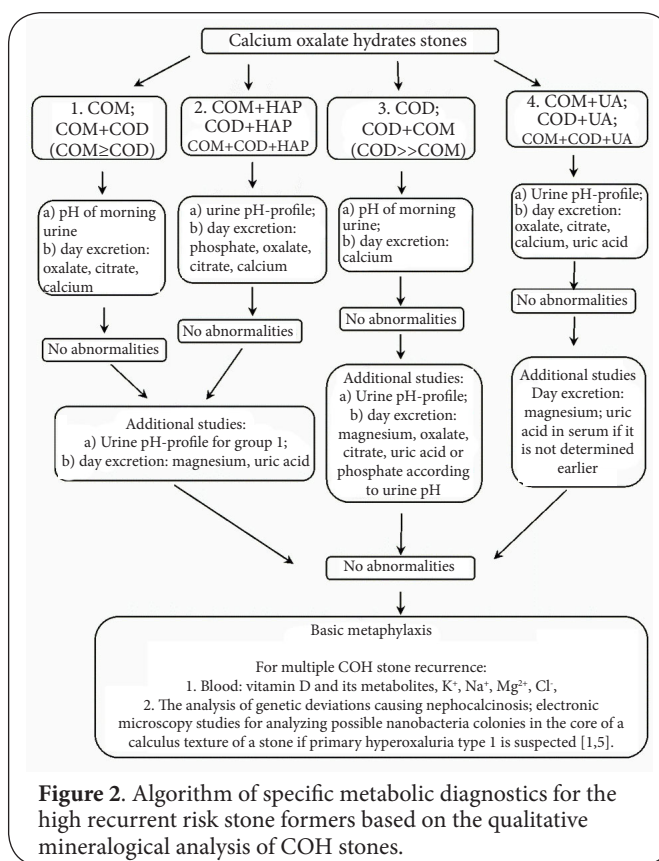 Calcium oxalate hydrates stones
1. COM;
COM+COD
(COM≥COD)
2. COM+HAP
COD+HAP
COM+COD+HAP
3. COD;
COD+COM
(COD>>COM)
4. COM+UA;
COD+UA;
COM+COD+UA
a) pH of morning
urine
b) day excretion:
oxalate, citrate,
calcium
a) urine pH-profile;
b) day excretion:
phosphate, oxalate,
citrate, calcium
a) pH of morning
urine;
b) day excretion:
calcium
a) Urine pH-profile;
b) day excretion:
oxalate, citrate,
calcium, uric acid
No abnormalities
No abnormalities
No abnormalities
No abnormalities
Additional studies:
a) Urine pH-profile for group 1;
b) day excretion: magnesium, uric acid
Additional studies:
a) Urine pH-profile;
b) day excretion:
magnesium, oxalate,
citrate, uric acid or
phosphate according
to urine pH
Additional studies
Day excretion:
magnesium; uric
acid in serum if it
is not determined
earlier
No abnormalities
Basic metaphylaxis
For multiple COH stone recurrence:
1. Blood: vitamin D and its metabolites, K⁺, Na⁺, Mg²⁺, Cl⁻,
2. The analysis of genetic deviations causing nephocalcinosis; electronic
microscopy studies for analyzing possible nanobacteria colonies in the core of a
calculus texture of a stone if primary hyperoxaluria type 1 is suspected [1,5].
Figure 2. Algorithm of specific metabolic diagnostics for the
high recurrent risk stone formers based on the qualitative
mineralogical analysis of COH stones.